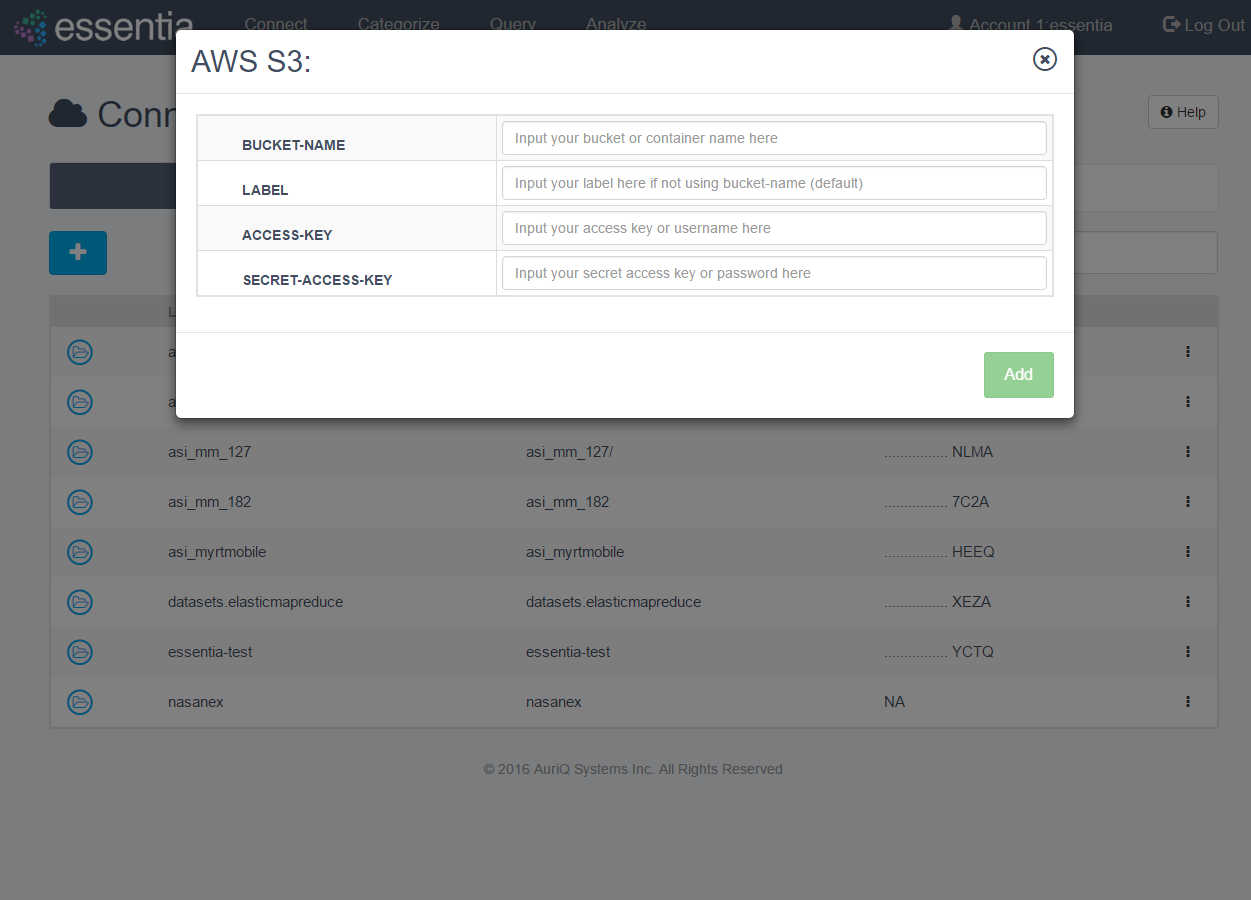 essentia Connect Categorize Query Analyze Account 1:essentia Log Out
AWS S3:
Conn
Help
BUCKET-NAME Input your bucket or container name here
LABEL Input your label here if not using bucket-name (default)
ACCESS-KEY Input your access key or username here
SECRET-ACCESS-KEY Input your secret access key or password here
Add
asi_mm_127 asi_mm_127/ ................ NLMA
asi_mm_182 asi_mm_182 ................ 7C2A
asi_myrtmobile asi_myrtmobile ................ HEEQ
datasets.elasticmapreduce datasets.elasticmapreduce ................ XEZA
essentia-test essentia-test ................ YCTQ
nasanex nasanex NA
© 2016 AuriQ Systems Inc. All Rights Reserved